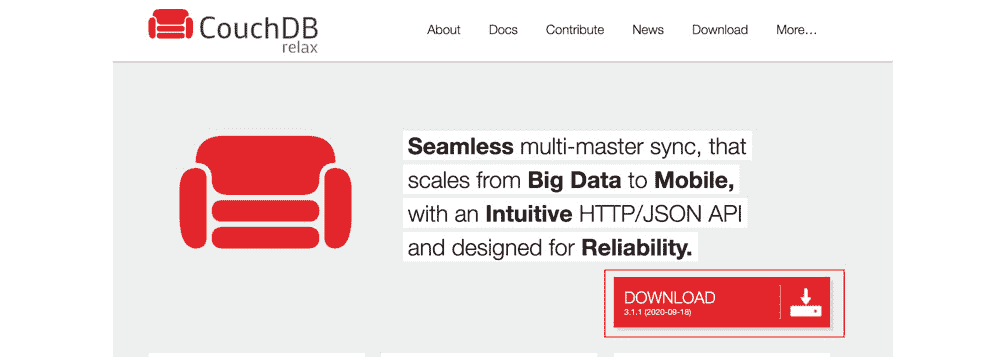 CouchDB
relax
About Docs Contribute News Download More...
Seamless multi-master sync, that
scales from Big Data to Mobile,
with an Intuitive HTTP/JSON API
and designed for Reliability.
DOWNLOAD
3.1.1 (2020-09-18)